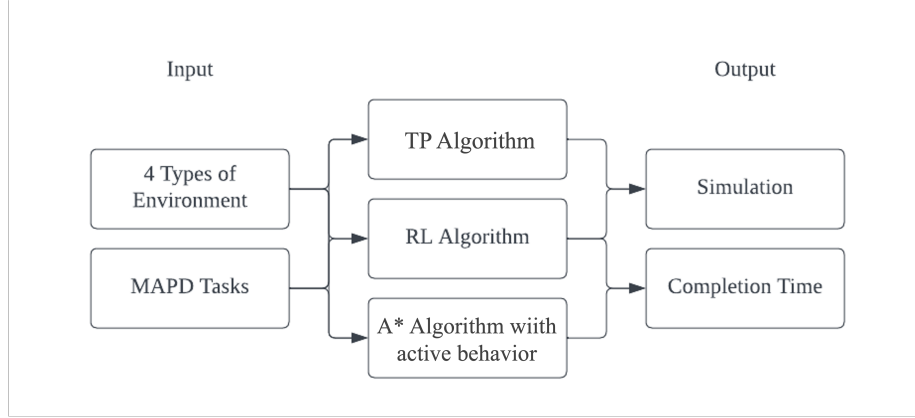 Input
Output
TP Algorithm
4 Types of
Environment
Simulation
RL Algorithm
MAPD Tasks
Completion Time
A* Algorithm wiith
active behavior